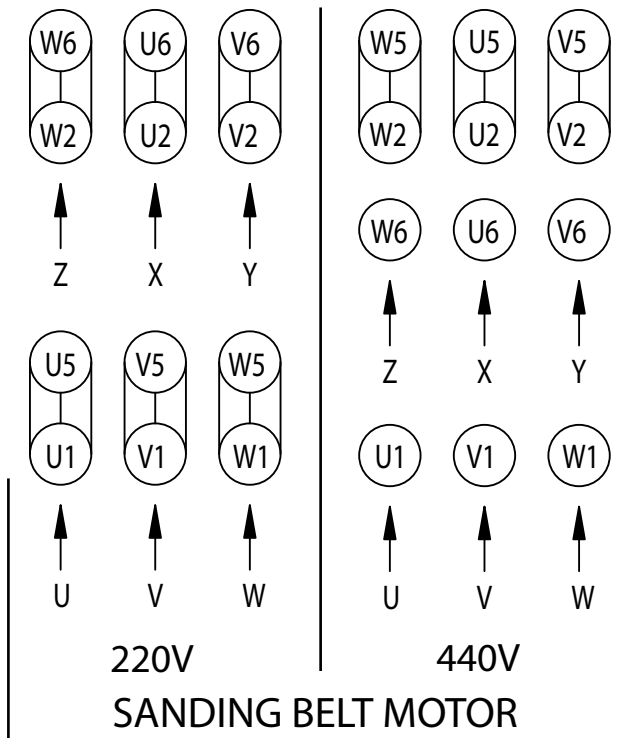 W6 U6 V6
W2 U2 V2
Z X Y
U5 V5 W5
U1 V1 W1
U V W
220V
W5 U5 V5
W2 U2 V2
W6 U6 V6
Z X Y
U1 V1 W1
U V W
440V
SANDING BELT MOTOR